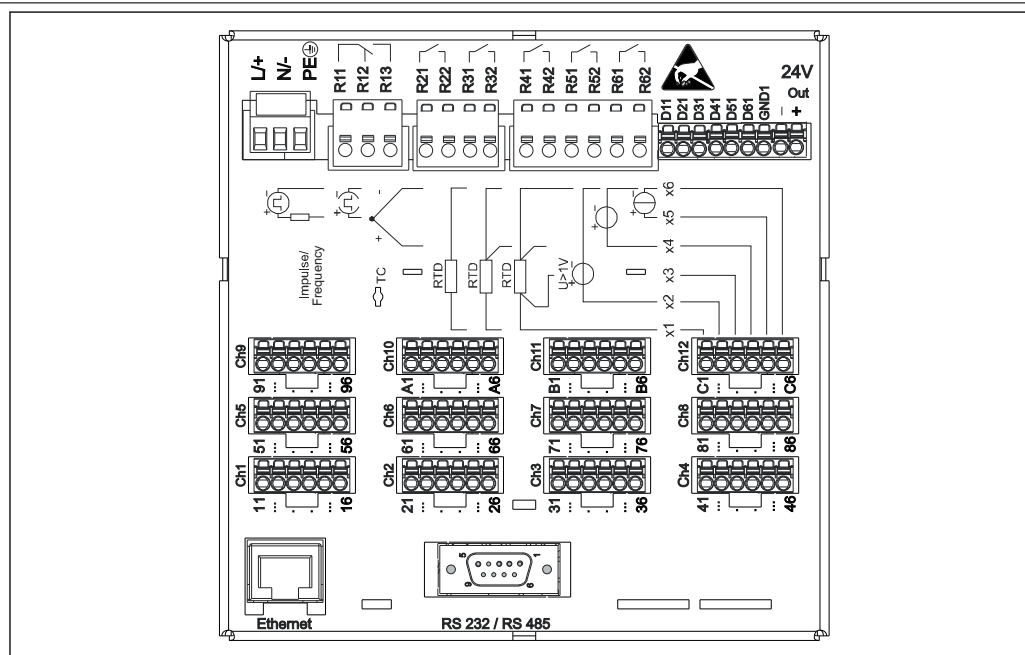 L/+ N/- PE
R11 R12 R13
R21 R22 R31 R32
R41 R42 R51 R52 R61 R62
24V
Out
D11 D21 D31 D41 D51 D61 GND1 - +
- + - + - + - + - +
x6
x5
x4
x3
x2
x1
Impulse/
Frequency
TC
RTD RTD RTD
U>1V
- +
Ch9 91 ... . . ... 96
Ch10 A1 ... . . ... A6
Ch11 B1 ... . . ... B6
Ch12 C1 ... . . ... C6
Ch5 51 ... . . ... 56
Ch6 61 ... . . ... 66
Ch7 71 ... . . ... 76
Ch8 81 ... . . ... 86
Ch1 11 ... . . ... 16
Ch2 21 ... . . ... 26
Ch3 31 ... . . ... 36
Ch4 41 ... . . ... 46
5 1
9 6
Ethernet
RS 232 / RS 485